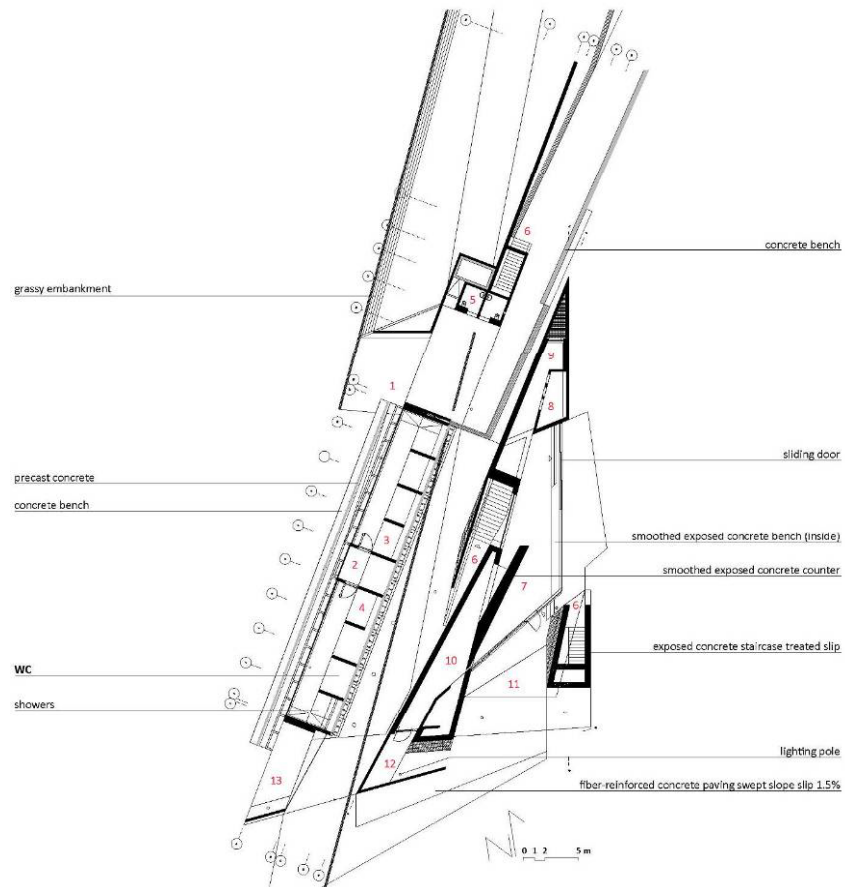 6
concrete bench
grassy embankment
5
9
1
8
sliding door
precast concrete
concrete bench
smoothed exposed concrete bench (inside)
3
6
2
smoothed exposed concrete counter
7
4
6
exposed concrete staircase treated slip
10
WC
11
showers
lighting pole
12
13
fiber-reinforced concrete paving swept slope slip 1.5%
N
0 1 2 5 m